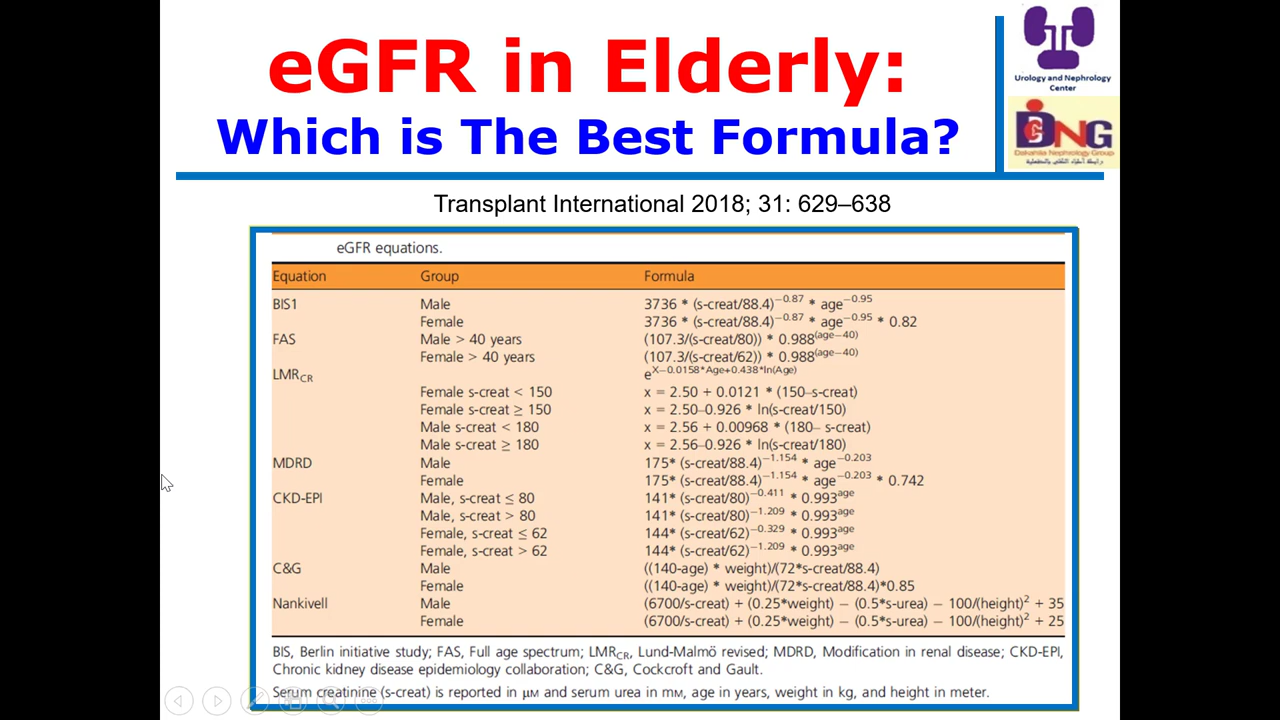 eGFR in Elderly:
Which is The Best Formula?
Urology and Nephrology
Center
DNG
Dakahlia Nephrology Group
Transplant International 2018; 31: 629–638
eGFR equations.
Equation Group Formula
BIS1 Male 3736 * (s-creat/88.4)^−0.87 * age^−0.95
Female 3736 * (s-creat/88.4)^−0.87 * age^−0.95 * 0.82
FAS Male > 40 years (107.3/(s-creat/80)) * 0.988^(age−40)
Female > 40 years (107.3/(s-creat/62)) * 0.988^(age−40)
LMR_CR e^X−0.0158*Age+0.438*ln(Age)
Female s-creat < 150 x = 2.50 + 0.0121 * (150–s-creat)
Female s-creat ≥ 150 x = 2.50–0.926 * ln(s-creat/150)
Male s-creat < 180 x = 2.56 + 0.00968 * (180– s-creat)
Male s-creat ≥ 180 x = 2.56–0.926 * ln(s-creat/180)
MDRD Male 175* (s-creat/88.4)^−1.154 * age^−0.203
Female 175* (s-creat/88.4)^−1.154 * age^−0.203 * 0.742
CKD-EPI Male, s-creat ≤ 80 141* (s-creat/80)^−0.411 * 0.993^age
Male, s-creat > 80 141* (s-creat/80)^−1.209 * 0.993^age
Female, s-creat ≤ 62 144* (s-creat/62)^−0.329 * 0.993^age
Female, s-creat > 62 144* (s-creat/62)^−1.209 * 0.993^age
C&G Male ((140-age) * weight)/(72*s-creat/88.4)
Female ((140-age) * weight)/(72*s-creat/88.4)*0.85
Nankivell Male (6700/s-creat) + (0.25*weight) − (0.5*s-urea) − 100/(height)² + 35
Female (6700/s-creat) + (0.25*weight) − (0.5*s-urea) − 100/(height)² + 25
BIS, Berlin initiative study; FAS, Full age spectrum; LMR_CR, Lund-Malmö revised; MDRD, Modification in renal disease; CKD-EPI,
Chronic kidney disease epidemiology collaboration; C&G, Cockcroft and Gault.
Serum creatinine (s-creat) is reported in μM and serum urea in mM, age in years, weight in kg, and height in meter.